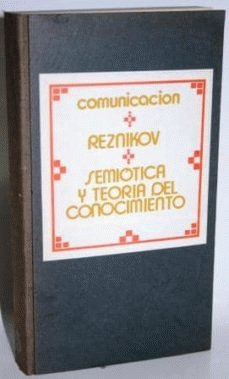 comunicacion
REZNIKOV
SEMIOTICA
Y TEORIA DEL
CONOCIMIENTO